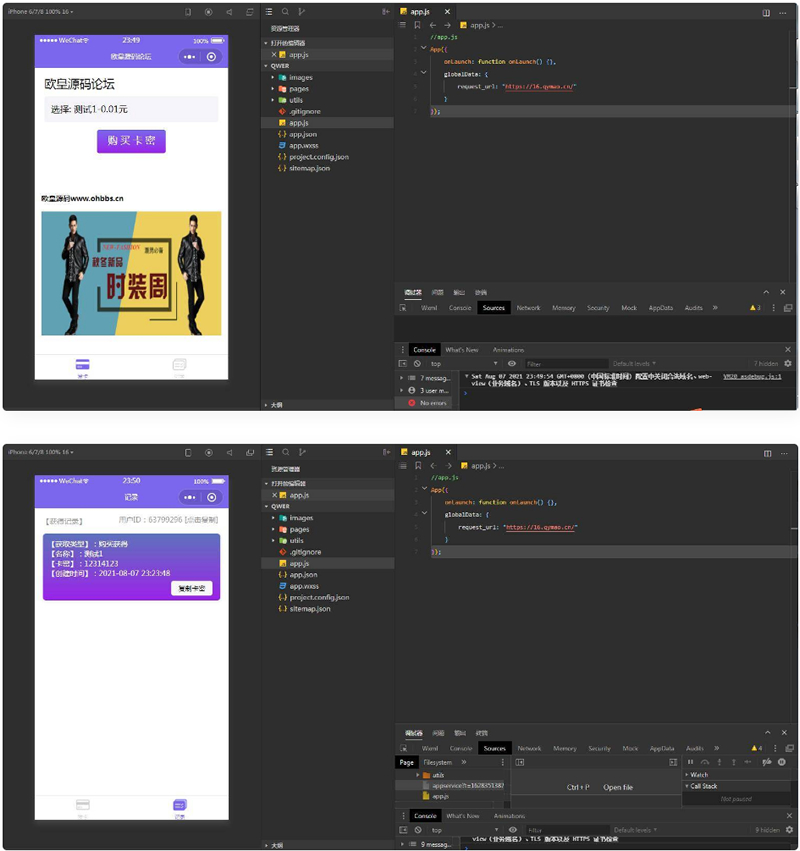 iPhone 6/7/8 100% 16
WeChat
23:49
100%
欧皇源码论坛
欧皇源码论坛
选择: 测试1-0.01元
购买卡密
欧皇源码www.ohbbs.cn
NEW FASHION
秋冬新品
时装周
资源管理器
打开的编辑器
app.js
QWER
images
pages
utils
.gitignore
app.js
app.json
app.wxss
project.config.json
sitemap.json
大纲
app.js
app.js > ...
//app.js
App({
onLaunch: function onLaunch() {},
globalData: {
request_url: "https://16.qymao.cn/"
}
});
调试器 问题 输出 终端
Wxml Console Sources Network Memory Security Mock AppData Audits 3
Console What's New Animations
top Filter Default levels 7 hidden
7 messag...
3 user m...
No errors
Sat Aug 07 2021 23:49:54 GMT+0800 (中国标准时间) 配置中关闭合法域名、web-
view (业务域名)、TLS 版本以及 HTTPS 证书检查
VM20 asdebug.js:1
iPhone 6/7/8 100% 16
WeChat
23:50
100%
记录
【获得记录】
用户ID：63799296 [点击复制]
【获取类型】: 购买获得
【名称】: 测试1
【卡密】: 12314123
【创建时间】: 2021-08-07 23:23:48
复制卡密
记录
资源管理器
打开的编辑器
app.js
QWER
images
pages
utils
.gitignore
app.js
app.json
app.wxss
project.config.json
sitemap.json
大纲
app.js
app.js > ...
//app.js
App({
onLaunch: function onLaunch() {},
globalData: {
request_url: "https://16.qymao.cn/"
}
});
调试器 问题 输出 终端
Wxml Console Sources Network Memory Security Mock AppData Audits 4
Page Filesystem
utils
appservice?t=1628351387
app.js
Ctrl + P Open file
Watch
Call Stack
Not paused
Console What's New Animations
top Filter Default levels 9 hidden
9 messag...
view (业务域名)、TLS 版本以及 HTTPS 证书检查